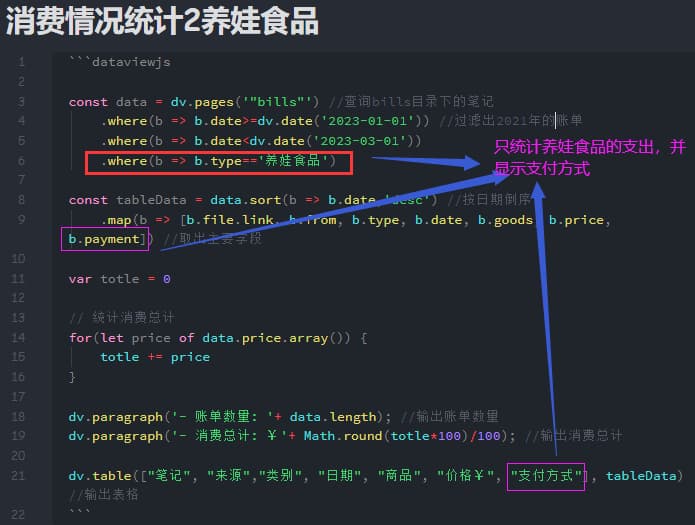 消费情况统计2养娃食品
1 ```dataviewjs
2
3 const data = dv.pages('"bills"') //查询bills目录下的笔记
4 .where(b => b.date>=dv.date('2023-01-01')) //过滤出2021年的账单
5 .where(b => b.date<dv.date('2023-03-01'))
6 .where(b => b.type=='养娃食品')
只统计养娃食品的支出，并
显示支付方式
7
8 const tableData = data.sort(b => b.date,'desc') //按日期倒序
9 .map(b => [b.file.link, b.from, b.type, b.date, b.goods, b.price,
b.payment]) //取出主要字段
10
11 var totle = 0
12
13 // 统计消费总计
14 for(let price of data.price.array()) {
15 totle += price
16 }
17
18 dv.paragraph('- 账单数量: '+ data.length); //输出账单数量
19 dv.paragraph('- 消费总计: ￥'+ Math.round(totle*100)/100); //输出消费总计
20
21 dv.table(["笔记", "来源","类别", "日期", "商品", "价格￥", "支付方式"], tableData)
//输出表格
22 ```